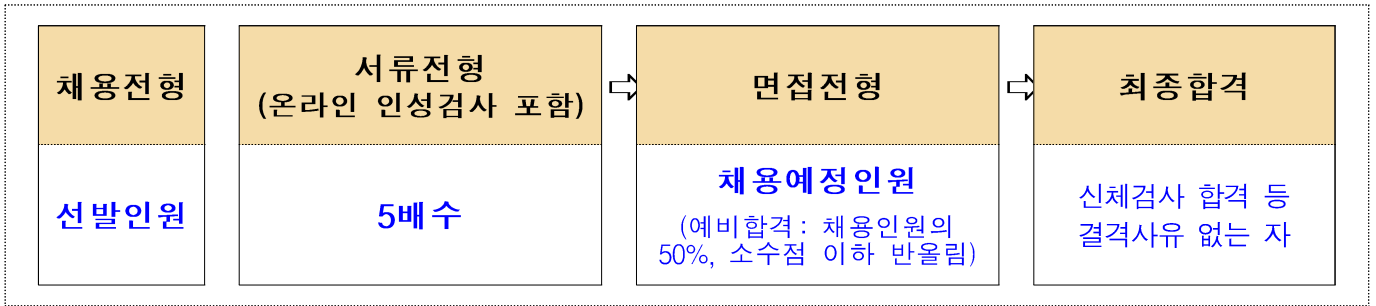 채용전형
서류전형
(온라인 인성검사 포함)
⇨
면접전형
⇨
최종합격
선발인원
5배수
채용예정인원
(예비합격: 채용인원의
50%, 소수점 이하 반올림)
신체검사 합격 등
결격사유 없는 자